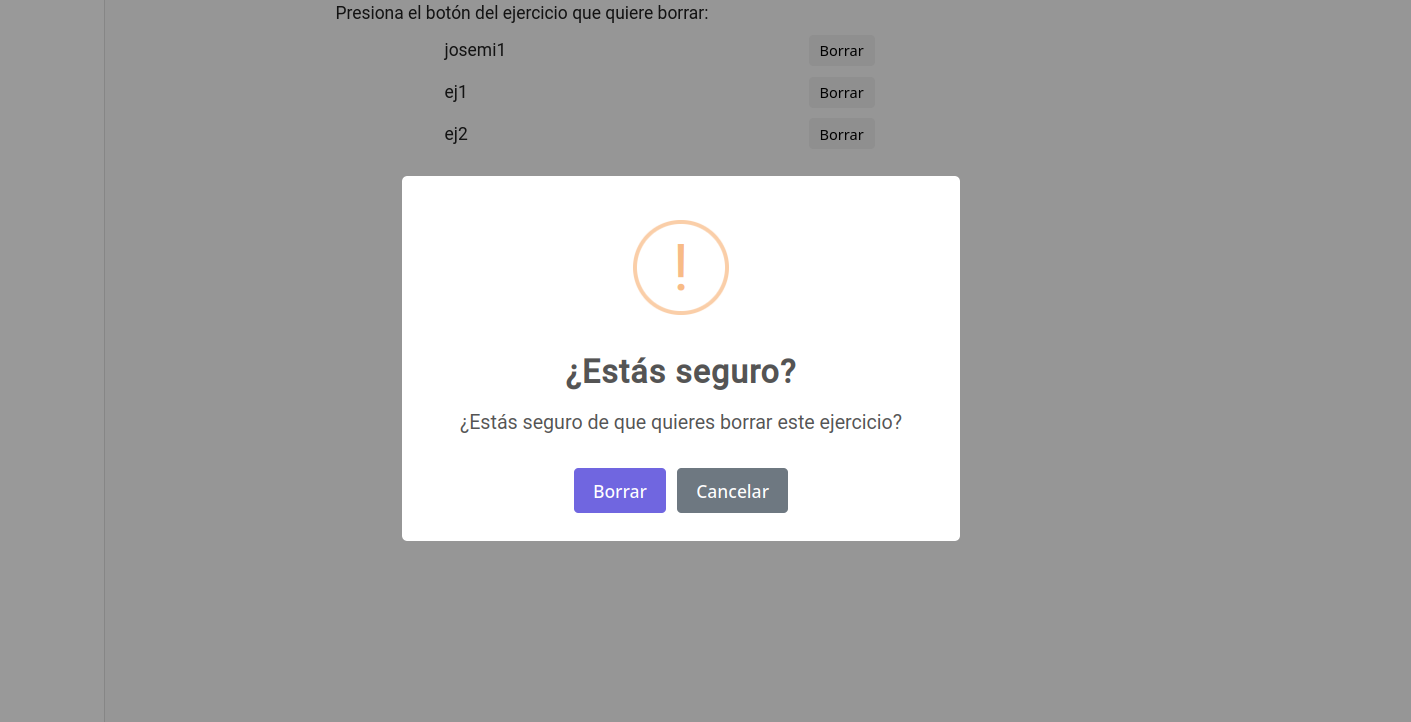 Presiona el botón del ejercicio que quiere borrar:
josemi1 Borrar
ej1 Borrar
ej2 Borrar
!
¿Estás seguro?
¿Estás seguro de que quieres borrar este ejercicio?
Borrar Cancelar